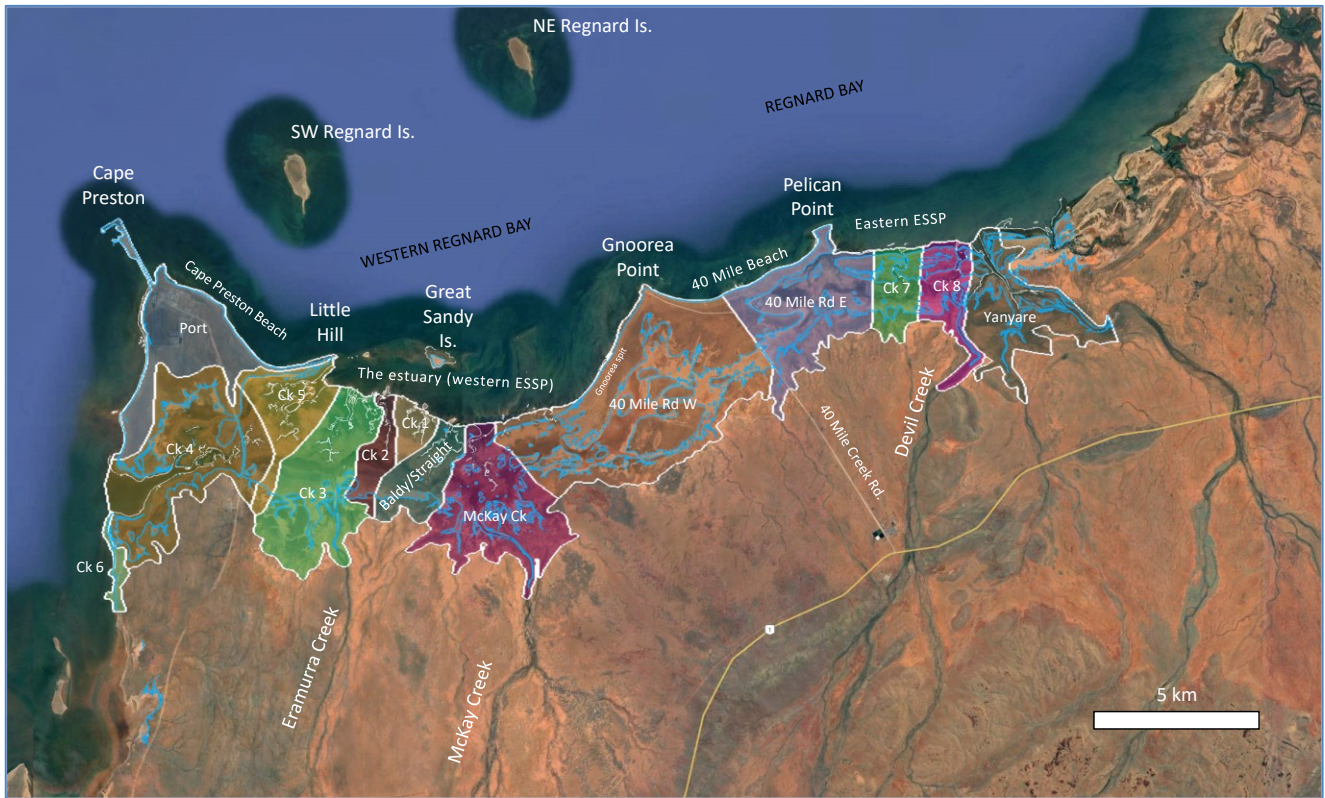 NE Regnard Is.
REGNARD BAY
SW Regnard Is.
Cape
Preston
Pelican
Point
Eastern ESSP
WESTERN REGNARD BAY
Gnoorea
Point
40 Mile Beach
Cape Preston Beach
Great
Sandy
Is.
Little
Hill
Port
40 Mile Rd E
Ck 7
Ck 8
Yanyare
The estuary (western ESSP)
Gnoorea spit
Ck 5
40 Mile Rd W
Ck 1
Ck 4
Ck 2
Baldy/Straight
Ck 3
McKay Ck
40 Mile Creek Rd.
Devil Creek
Ck 6
Eramurra Creek
McKay Creek
1
5 km